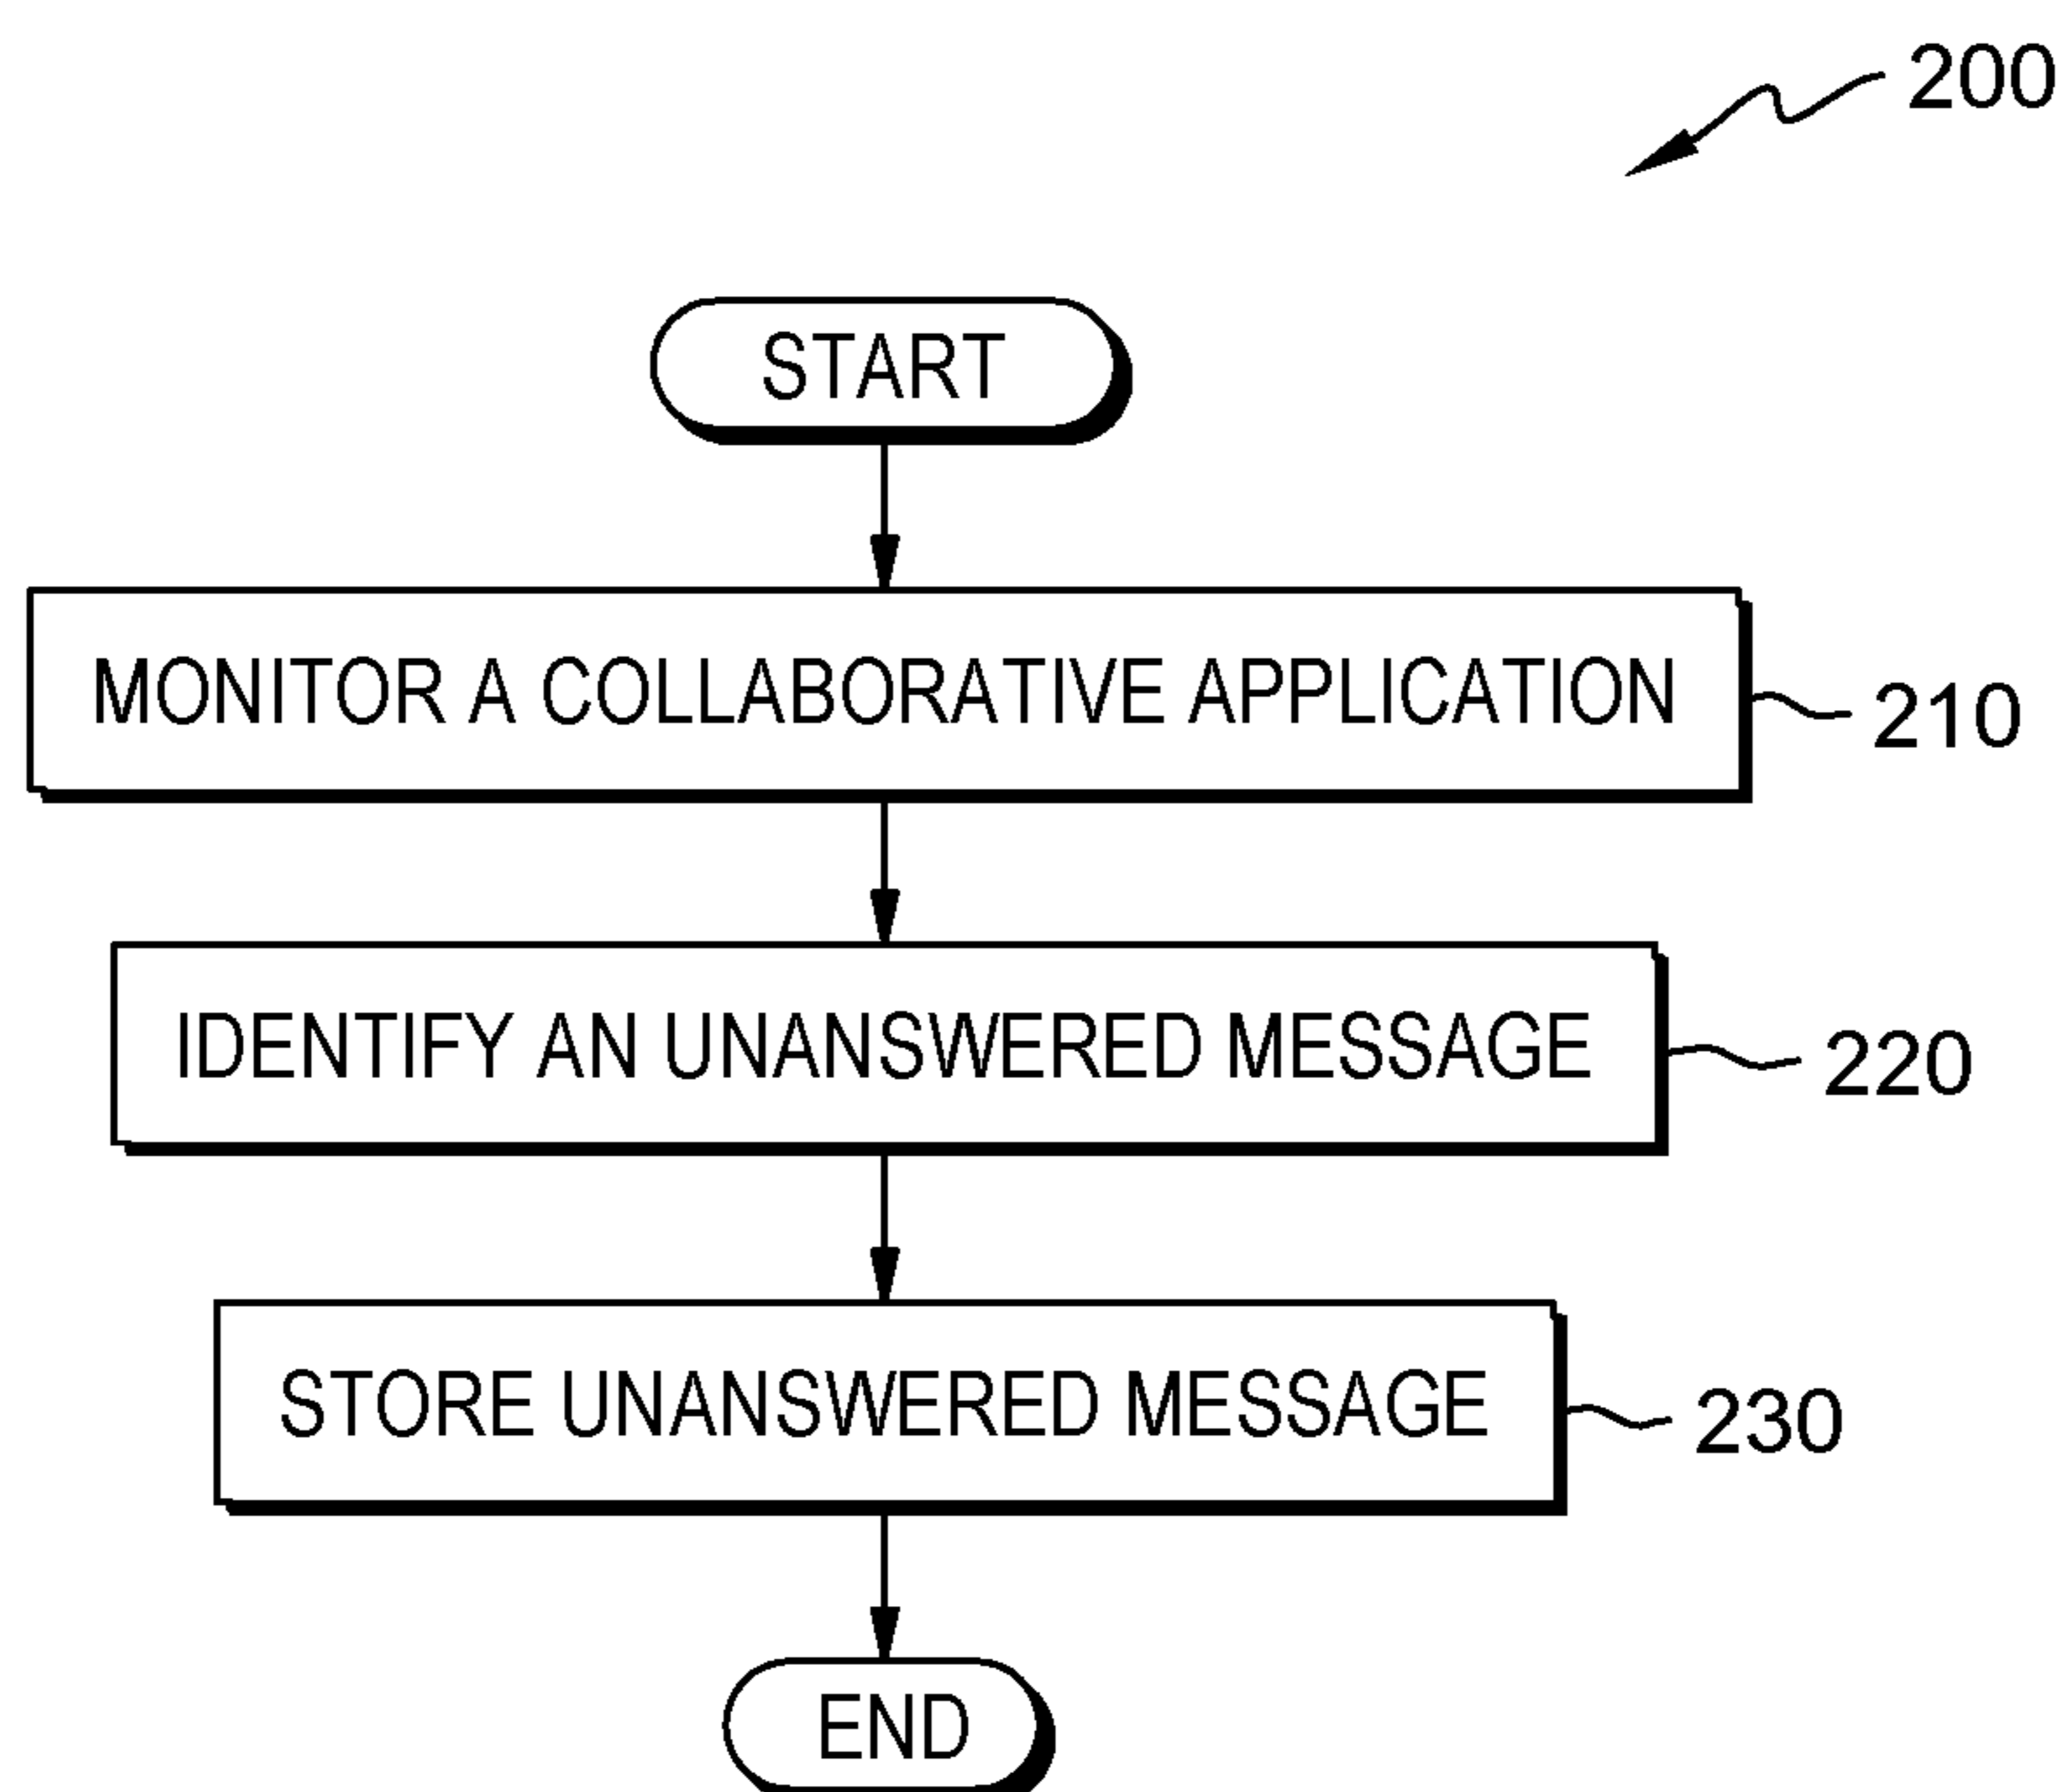 200
START
MONITOR A COLLABORATIVE APPLICATION
210
IDENTIFY AN UNANSWERED MESSAGE
220
STORE UNANSWERED MESSAGE
230
END